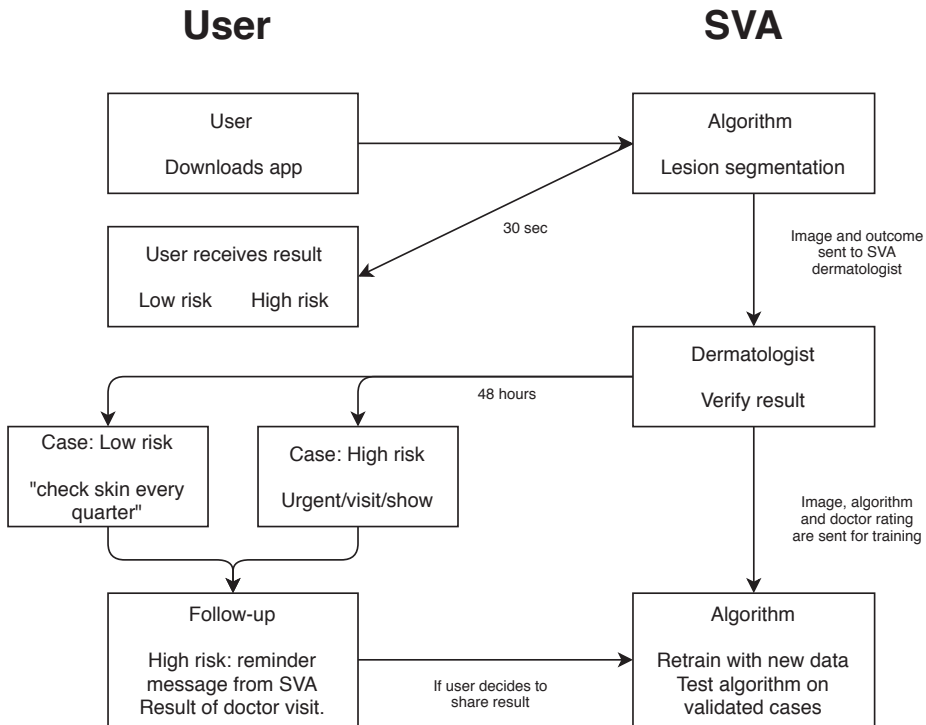 User
SVA
User
Downloads app
Algorithm
Lesion segmentation
30 sec
Image and outcome
sent to SVA
dermatologist
User receives result
Low risk High risk
Dermatologist
Verify result
48 hours
Case: Low risk
"check skin every
quarter"
Case: High risk
Urgent/visit/show
Image, algorithm
and doctor rating
are sent for training
Follow-up
High risk: reminder
message from SVA
Result of doctor visit.
If user decides to
share result
Algorithm
Retrain with new data
Test algorithm on
validated cases